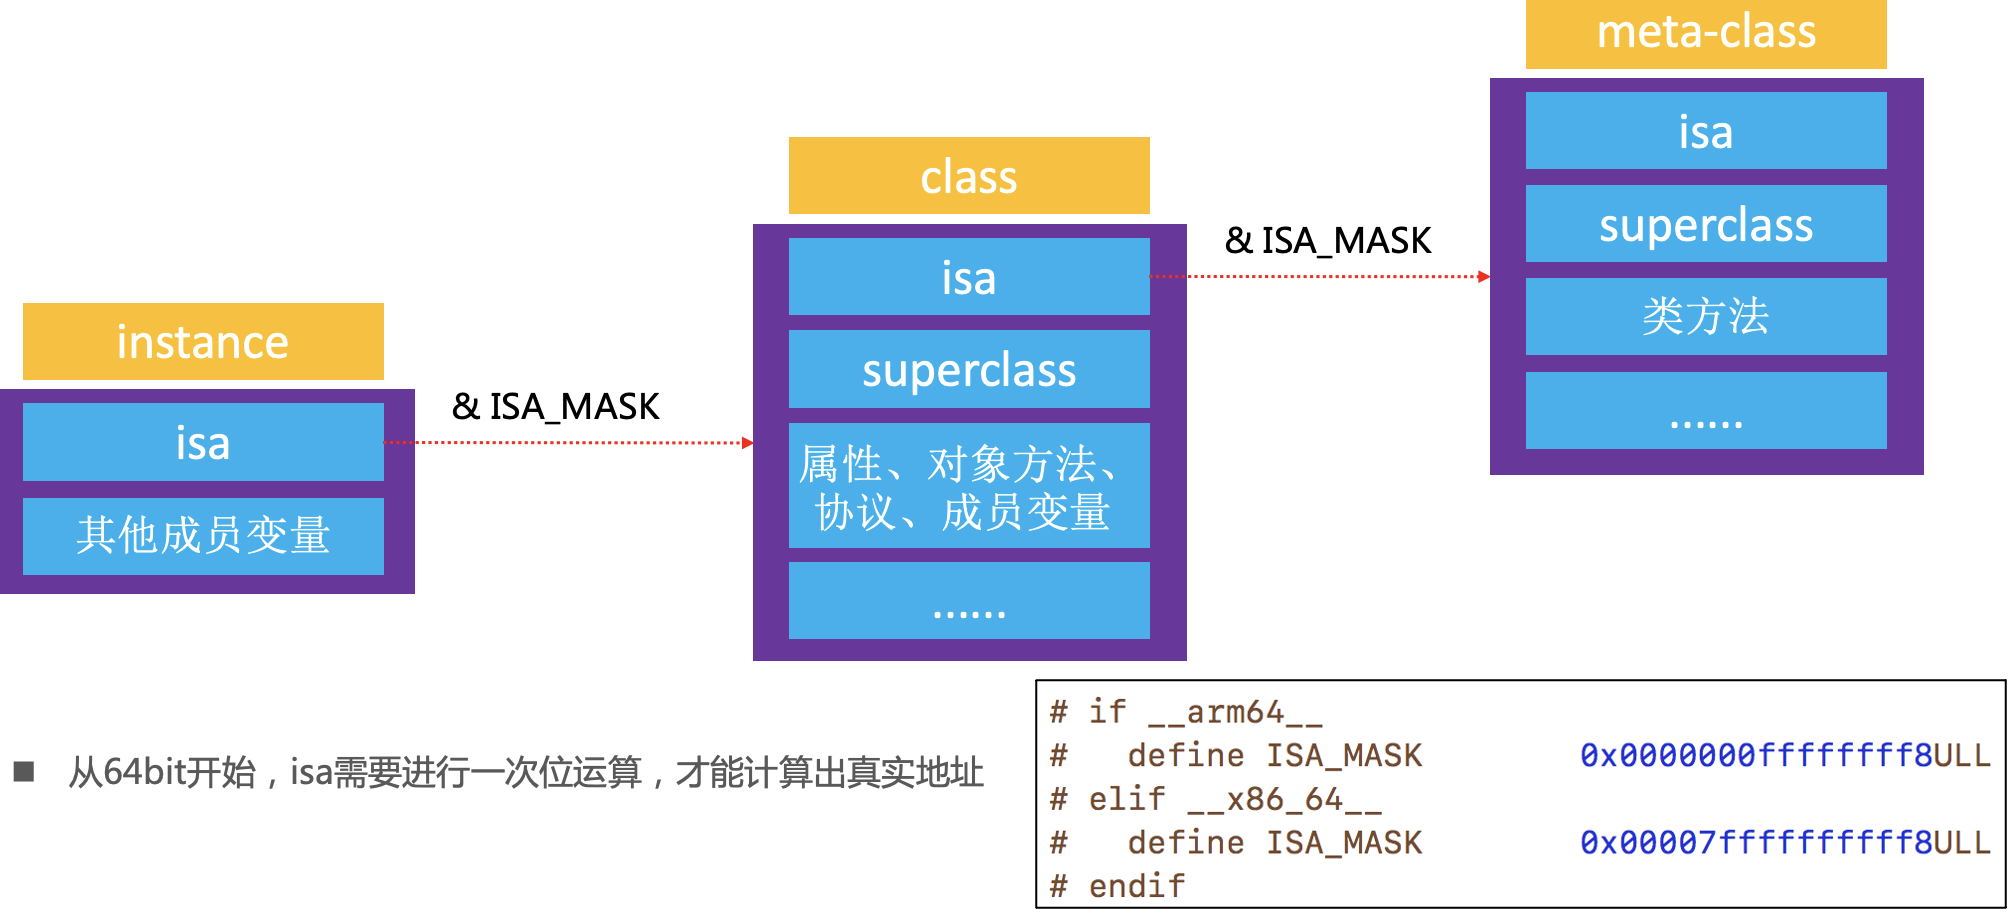 meta-class
isa
superclass
类方法
……
class
isa
superclass
属性、对象方法、
协议、成员变量
……
& ISA_MASK
instance
isa
其他成员变量
& ISA_MASK
■ 从64bit开始，isa需要进行一次位运算，才能计算出真实地址
# if __arm64__
#   define ISA_MASK        0x0000000ffffffff8ULL
# elif __x86_64__
#   define ISA_MASK        0x00007ffffffffff8ULL
# endif